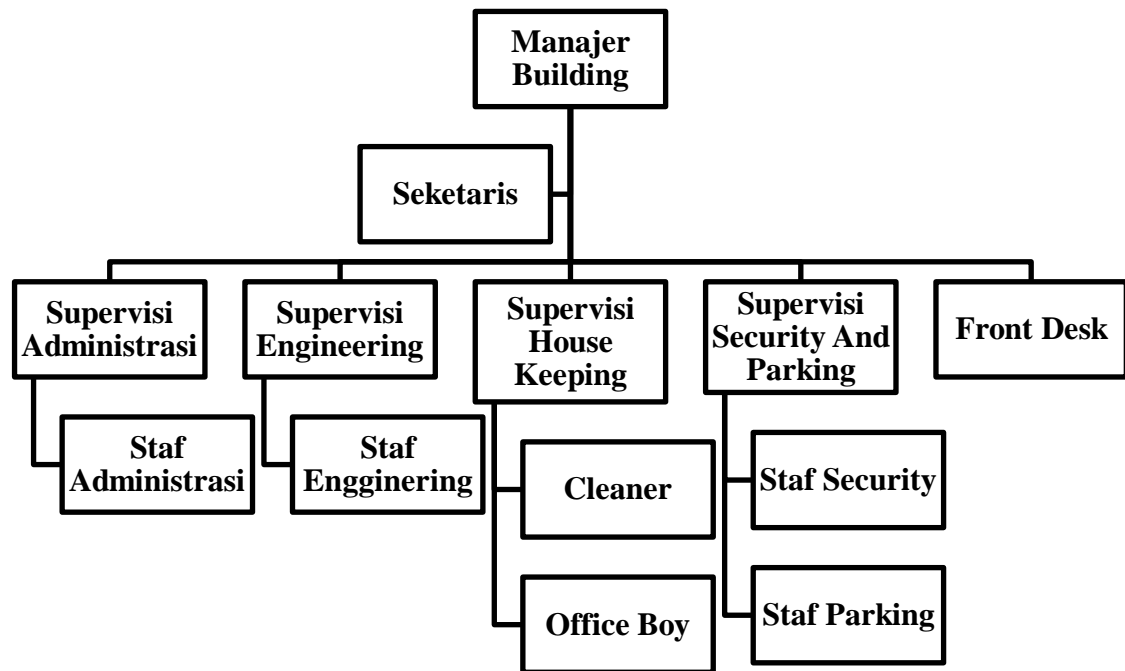 Manajer
Building
Seketaris
Supervisi
Administrasi
Supervisi
Engineering
Supervisi
House
Keeping
Supervisi
Security And
Parking
Front Desk
Staf
Administrasi
Staf
Enggineering
Cleaner
Staf Security
Office Boy
Staf Parking